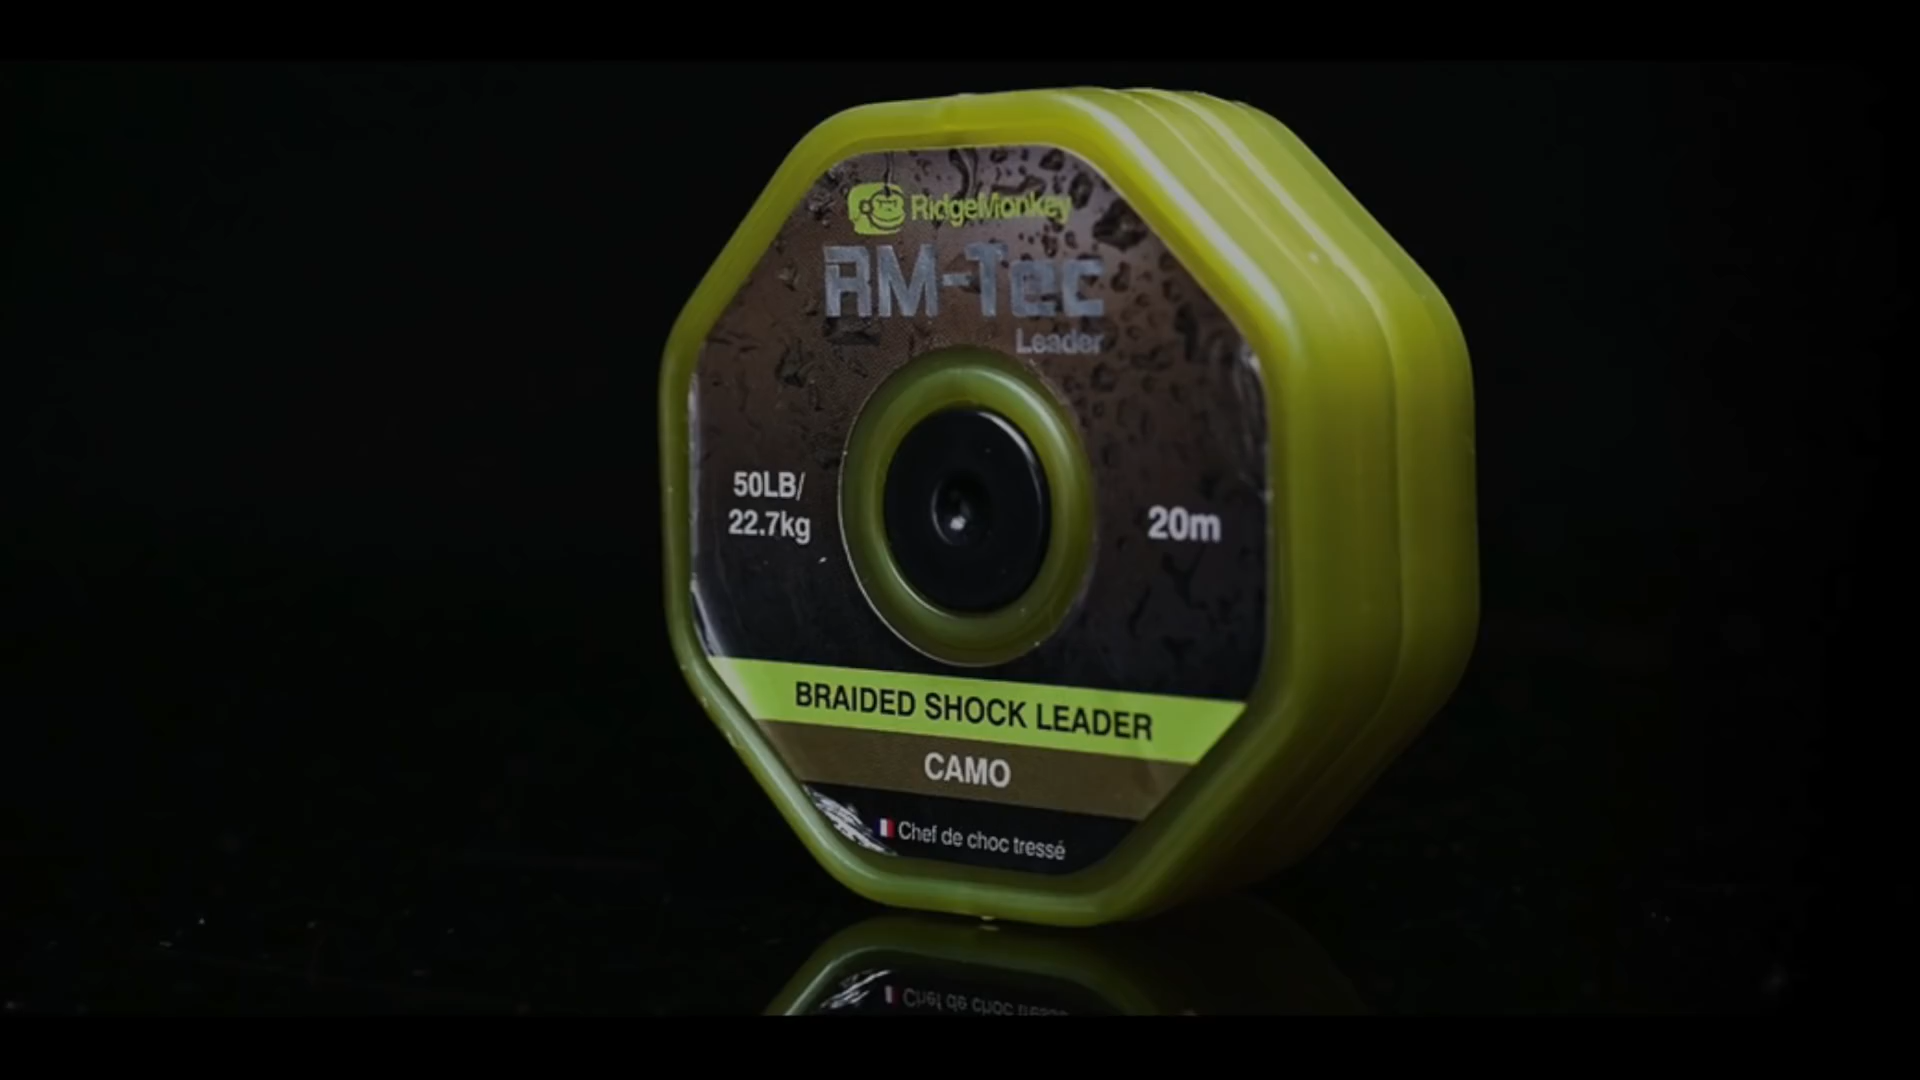 RidgeMonkey
RM-Tec
Leader
50LB/
22.7kg
20m
BRAIDED SHOCK LEADER
CAMO
Chef de choc tressé